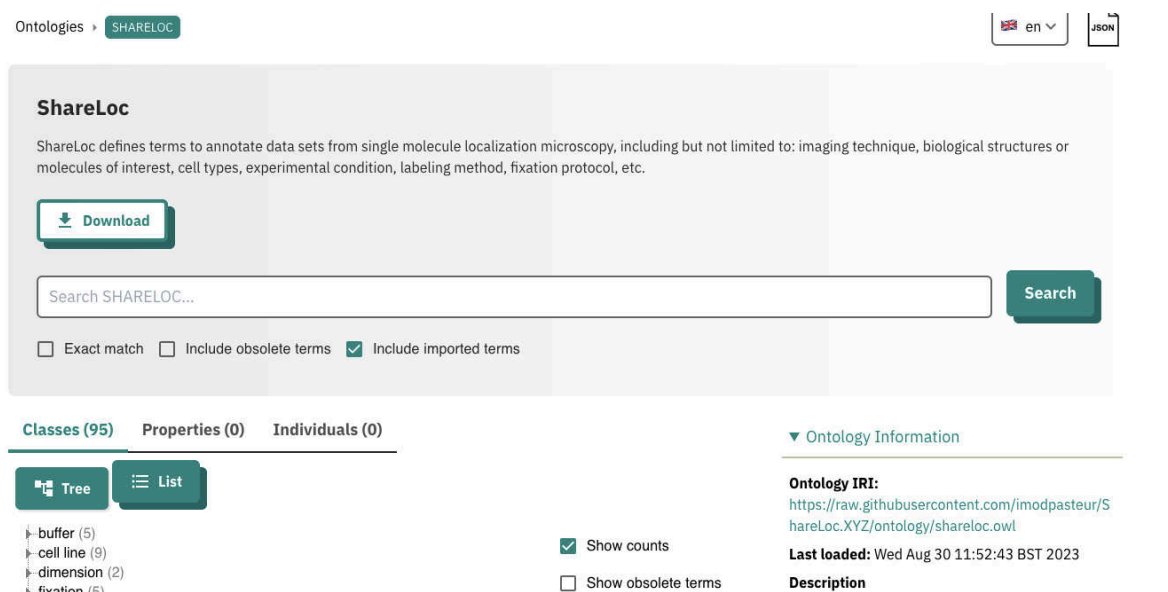 Ontologies › SHARELOC
en
JSON
ShareLoc
ShareLoc defines terms to annotate data sets from single molecule localization microscopy, including but not limited to: imaging technique, biological structures or
molecules of interest, cell types, experimental condition, labeling method, fixation protocol, etc.
Download
Search SHARELOC...
Search
Exact match Include obsolete terms Include imported terms
Classes (95) Properties (0) Individuals (0)
Tree List
buffer (5)
cell line (9)
dimension (2)
fixation (5)
Show counts
Show obsolete terms
Ontology Information
Ontology IRI:
https://raw.githubusercontent.com/imodpasteur/S
hareLoc.XYZ/ontology/shareloc.owl
Last loaded: Wed Aug 30 11:52:43 BST 2023
Description